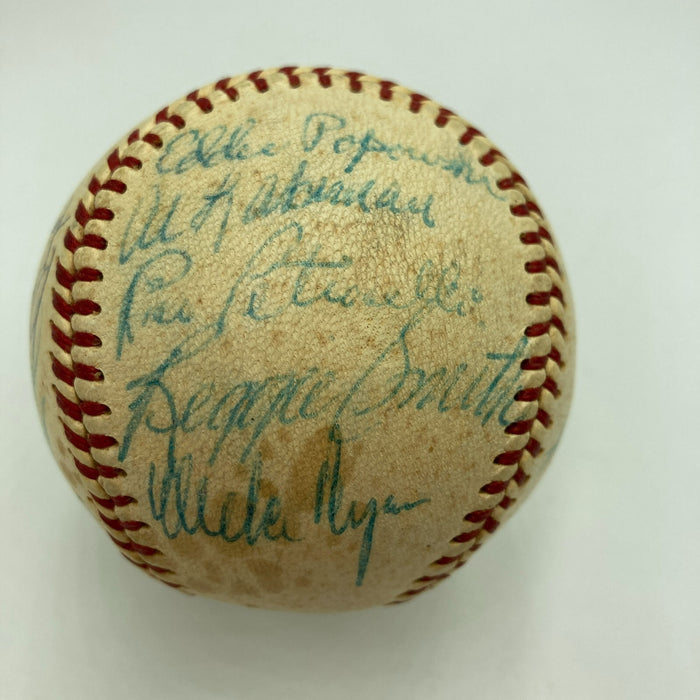 Eddie Popowski
Al Lakeman
Rico Petrocelli
Reggie Smith
Mike Ryan